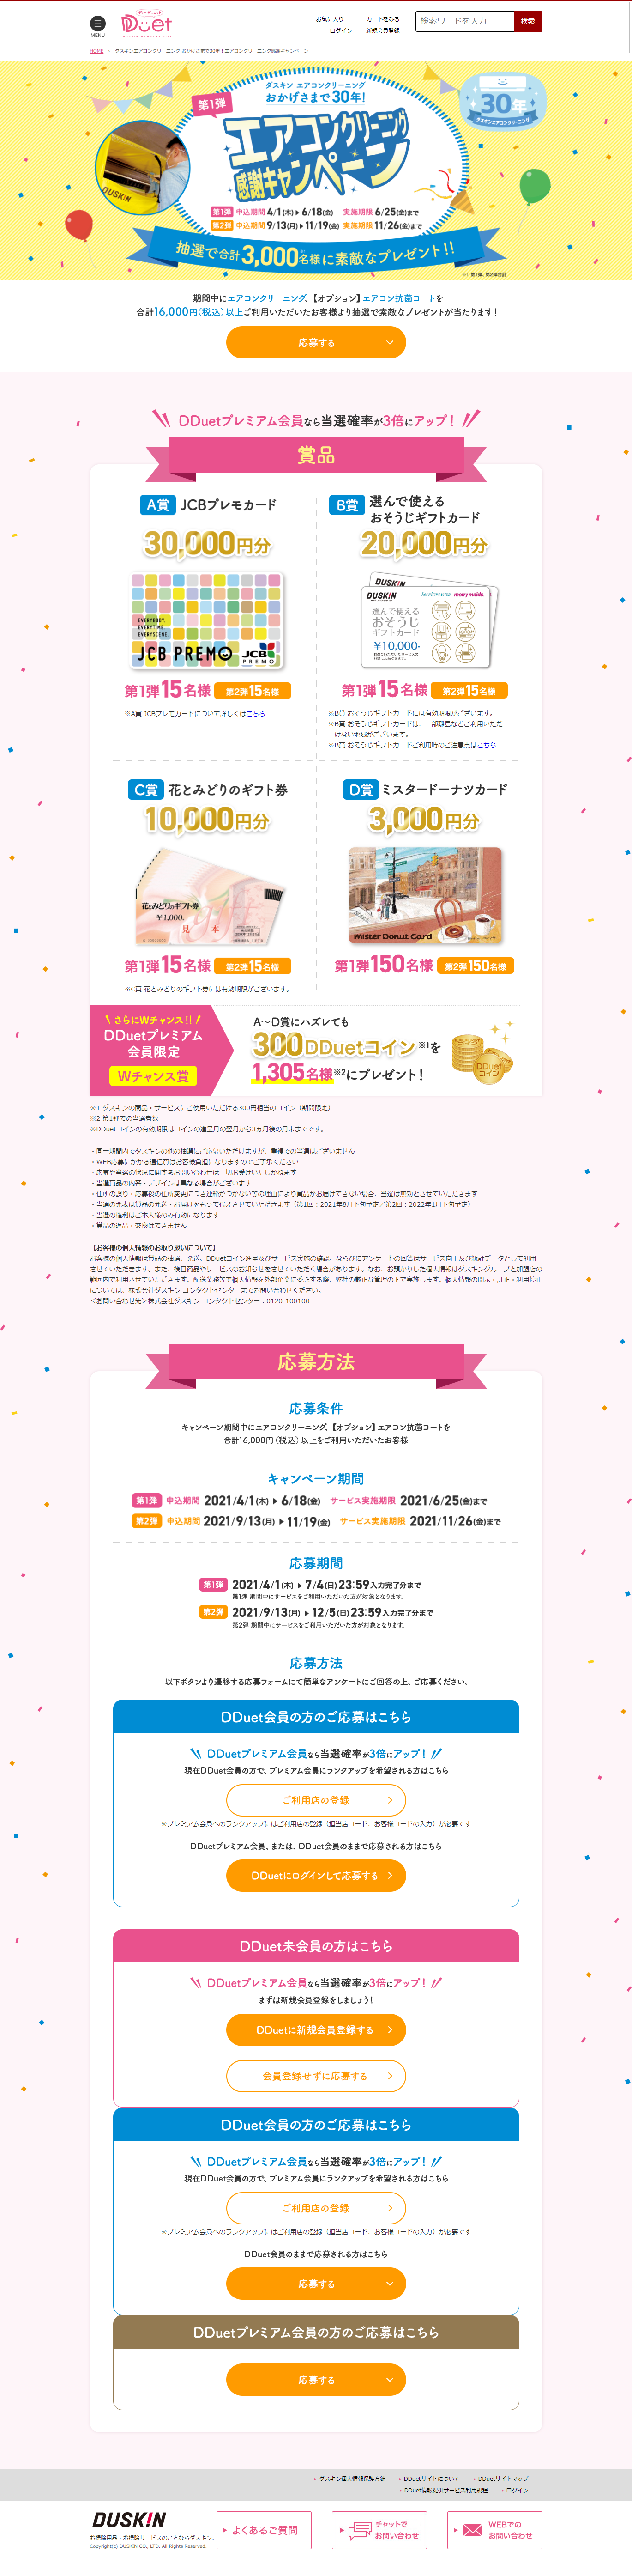 MENU
ディーデュエット
DDuet
DUSKIN MEMBERS SITE
お気に入り
カートをみる
ログイン
新規会員登録
検索ワードを入力
検索
HOME
ダスキンエアコンクリーニング おかげさまで30年！エアコンクリーニング感謝キャンペーン
ダスキン エアコンクリーニング
おかげさまで30年!
第1弾
エアコンクリーニング
感謝キャンペーン
30年
ダスキンエアコンクリーニング
DUSKIN
第1弾 申込期間 4/1(木)▶6/18(金) 実施期限 6/25(金)まで
第2弾 申込期間 9/13(月)▶11/19(金) 実施期限 11/26(金)まで
抽選で合計3,000名様に素敵なプレゼント!!
※1 第1弾、第2弾合計
期間中にエアコンクリーニング、【オプション】エアコン抗菌コートを
合計16,000円（税込）以上ご利用いただいたお客様より抽選で素敵なプレゼントが当たります！
応募する
DDuetプレミアム会員なら当選確率が3倍にアップ！
賞品
A賞 JCBプレモカード
30,000円分
EVERYBODY,
EVERYTIME,
EVERYSCENE!
JCB PREMO
JCB
PREMO
第1弾15名様 第2弾15名様
※A賞 JCBプレモカードについて詳しくはこちら
B賞 選んで使える
おそうじギフトカード
20,000円分
DUSKIN
DUSKIN ServiceMASTER merry maids
選んで使える
おそうじ
ギフトカード
¥10,000-
第1弾15名様 第2弾15名様
※B賞 おそうじギフトカードには有効期限がございます。
※B賞 おそうじギフトカードは、一部離島などご利用いただ
けない地域がございます。
※B賞 おそうじギフトカードご利用時のご注意点はこちら
C賞 花とみどりのギフト券
10,000円分
花とみどりのギフト券
¥1,000.
見 本
第1弾15名様 第2弾15名様
※C賞 花とみどりのギフト券には有効期限がございます。
D賞 ミスタードーナツカード
3,000円分
mister Donut Card
第1弾150名様 第2弾150名様
さらにWチャンス!!
DDuetプレミアム
会員限定
Wチャンス賞
A〜D賞にハズレても
300DDuetコイン※1を
1,305名様※2にプレゼント！
DDuet
コイン
※1 ダスキンの商品・サービスにご使用いただける300円相当のコイン（期間限定）
※2 第1弾での当選者数
※DDuetコインの有効期限はコインの進呈月の翌月から3ヵ月後の月末までです。
・同一期間内でダスキンの他の抽選にご応募いただけますが、重複での当選はございません
・WEB応募にかかる通信費はお客様負担になりますのでご了承ください
・応募や当選の状況に関するお問い合わせは一切お受けいたしかねます
・当選賞品の内容・デザインは異なる場合がございます
・住所の誤り・応募後の住所変更につき連絡がつかない等の理由により賞品がお届けできない場合、当選は無効とさせていただきます
・当選の発表は賞品の発送・お届けをもって代えさせていただきます（第1回：2021年8月下旬予定／第2回：2022年1月下旬予定）
・当選の権利はご本人様のみ有効になります
・賞品の返品・交換はできません
【お客様の個人情報のお取り扱いについて】
お客様の個人情報は賞品の抽選、発送、DDuetコイン進呈及びサービス実施の確認、ならびにアンケートの回答はサービス向上及び統計データとして利用
させていただきます。また、後日商品やサービスのお知らせをさせていただく場合があります。なお、お預かりした個人情報はダスキングループと加盟店の
範囲内で利用させていただきます。配送業務等で個人情報を外部企業に委託する際、弊社の厳正な管理の下で実施します。個人情報の開示・訂正・利用停止
については、株式会社ダスキン コンタクトセンターまでお問い合わせください。
＜お問い合わせ先＞株式会社ダスキン コンタクトセンター：0120-100100
応募方法
応募条件
キャンペーン期間中にエアコンクリーニング、【オプション】エアコン抗菌コートを
合計16,000円（税込）以上をご利用いただいたお客様
キャンペーン期間
第1弾 申込期間 2021/4/1(木)▶6/18(金) サービス実施期限 2021/6/25(金)まで
第2弾 申込期間 2021/9/13(月)▶11/19(金) サービス実施期限 2021/11/26(金)まで
応募期間
第1弾 2021/4/1(木)▶7/4(日)23:59入力完了分まで
第1弾 期間中にサービスをご利用いただいた方が対象となります。
第2弾 2021/9/13(月)▶12/5(日)23:59入力完了分まで
第2弾 期間中にサービスをご利用いただいた方が対象となります。
応募方法
以下ボタンより遷移する応募フォームにて簡単なアンケートにご回答の上、ご応募ください。
DDuet会員の方のご応募はこちら
DDuetプレミアム会員なら当選確率が3倍にアップ！
現在DDuet会員の方で、プレミアム会員にランクアップを希望される方はこちら
ご利用店の登録
※プレミアム会員へのランクアップにはご利用店の登録（担当店コード、お客様コードの入力）が必要です
DDuetプレミアム会員、または、DDuet会員のままで応募される方はこちら
DDuetにログインして応募する
DDuet未会員の方はこちら
DDuetプレミアム会員なら当選確率が3倍にアップ！
まずは新規会員登録をしましょう！
DDuetに新規会員登録する
会員登録せずに応募する
DDuet会員の方のご応募はこちら
DDuetプレミアム会員なら当選確率が3倍にアップ！
現在DDuet会員の方で、プレミアム会員にランクアップを希望される方はこちら
ご利用店の登録
※プレミアム会員へのランクアップにはご利用店の登録（担当店コード、お客様コードの入力）が必要です
DDuet会員のままで応募される方はこちら
応募する
DDuetプレミアム会員の方のご応募はこちら
応募する
ダスキン個人情報保護方針
DDuetサイトについて
DDuetサイトマップ
DDuet情報提供サービス利用規程
ログイン
DUSKIN
お掃除用品・お掃除サービスのことならダスキン。
Copyright(c) DUSKIN CO., LTD. All Rights Reserved.
よくあるご質問
チャットで
お問い合わせ
WEBでの
お問い合わせ